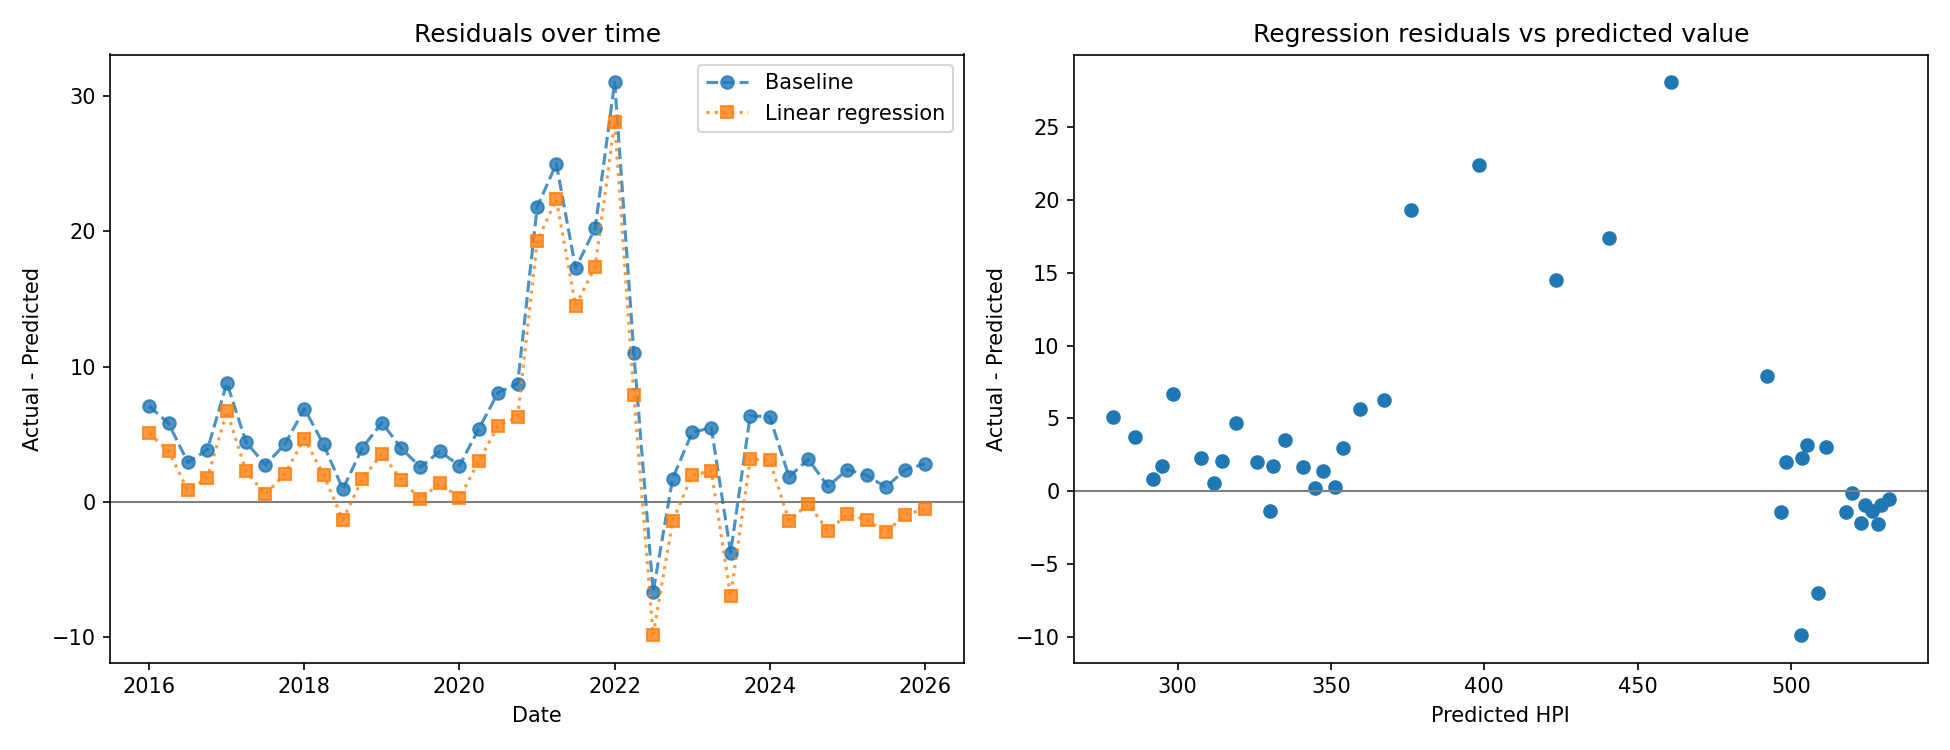 Residuals over time
Baseline
Linear regression
Actual - Predicted
30
20
10
0
−10
2016 2018 2020 2022 2024 2026
Date
Regression residuals vs predicted value
Actual - Predicted
25
20
15
10
5
0
−5
−10
300 350 400 450 500
Predicted HPI